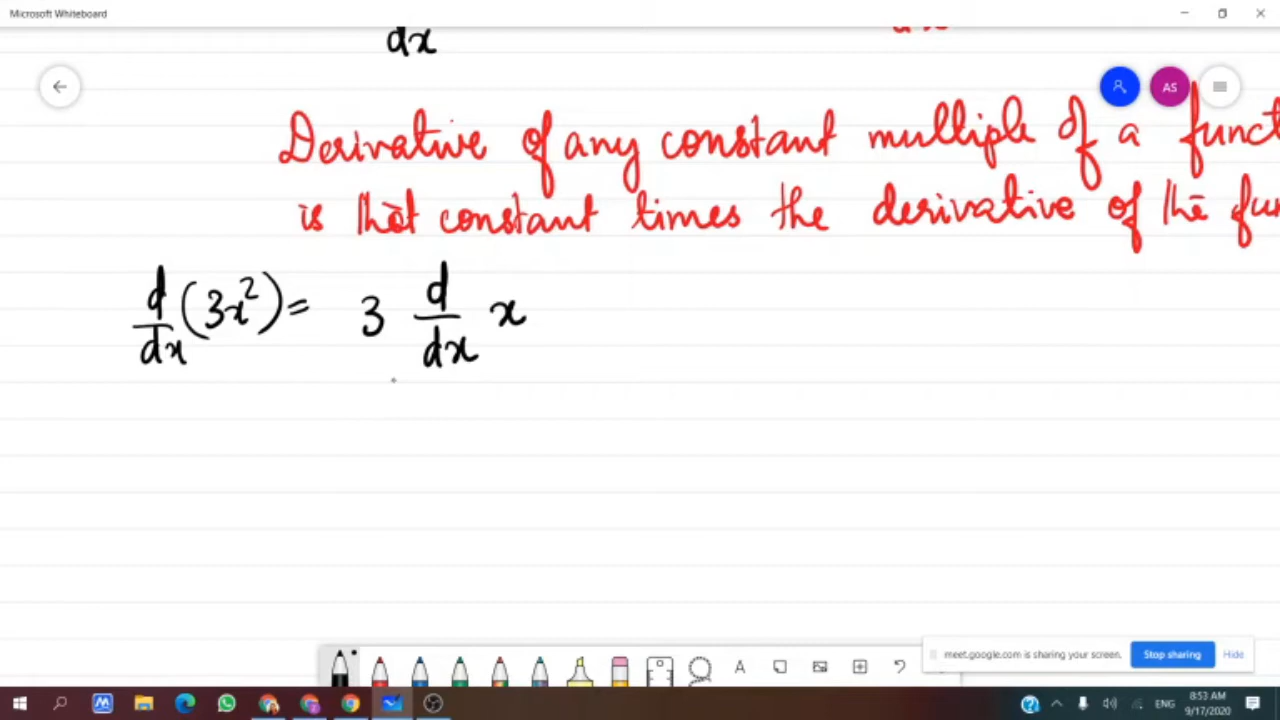 Microsoft Whiteboard
dx
AS
Derivative of any constant multiple of a funct
is that constant times the derivative of the fun
d/dx (3x²) = 3 d/dx x
A
meet.google.com is sharing your screen.
Stop sharing
Hide
ENG
8:53 AM
9/17/2020